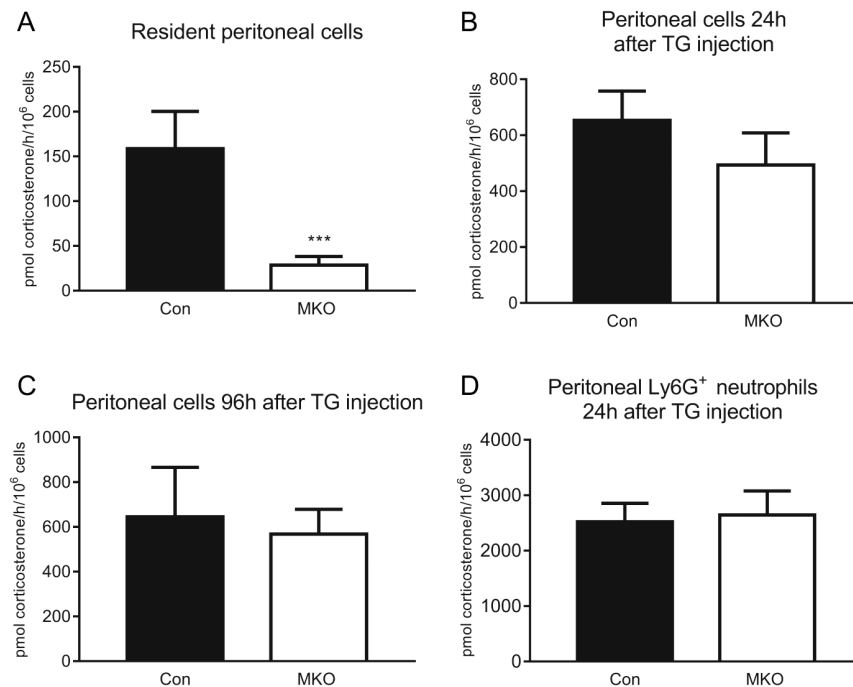 A
Resident peritoneal cells
pmol corticosterone/h/10⁶ cells
250
200
150
100
50
0
***
Con
MKO
B
Peritoneal cells 24h
after TG injection
pmol corticosterone/h/10⁶ cells
800
600
400
200
0
Con
MKO
C
Peritoneal cells 96h after TG injection
pmol corticosterone/h/10⁶ cells
1000
800
600
400
200
0
Con
MKO
D
Peritoneal Ly6G⁺ neutrophils
24h after TG injection
pmol corticosterone/h/10⁶ cells
4000
3000
2000
1000
0
Con
MKO